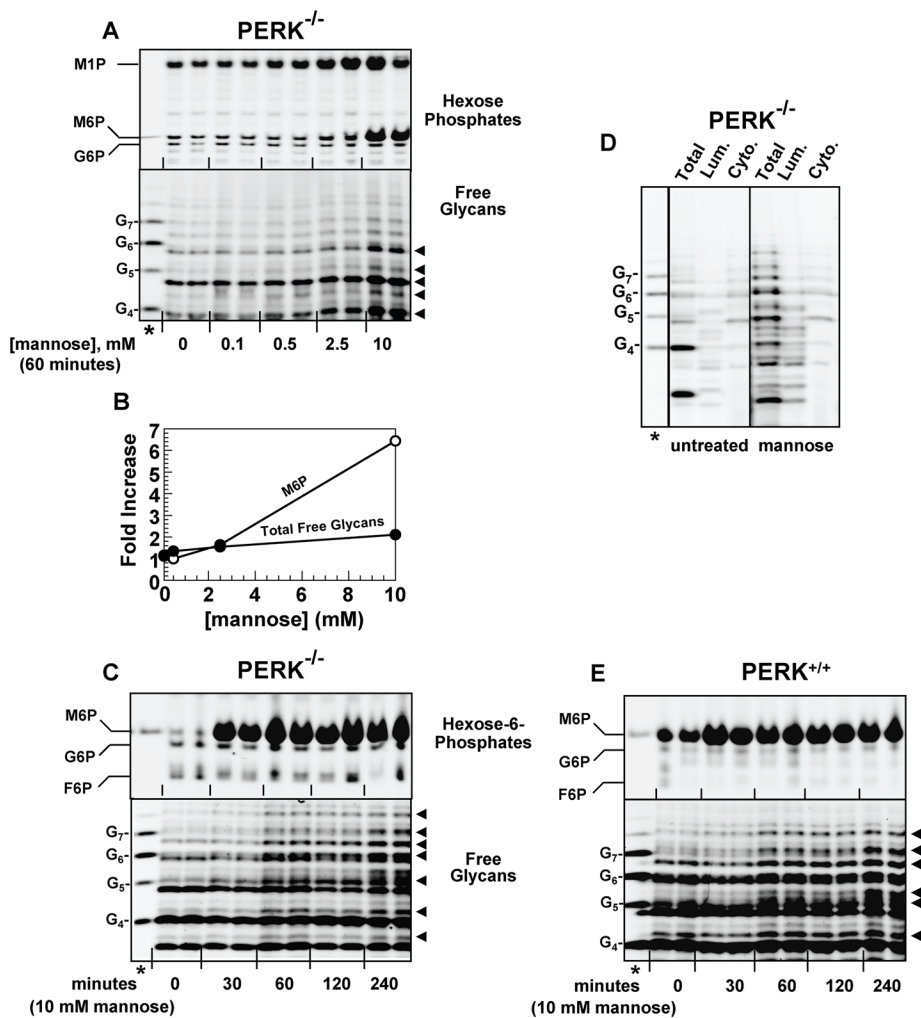 A
PERK-/-
M1P
M6P
G6P
Hexose
Phosphates
Free
Glycans
G7
G6
G5
G4
*
[mannose], mM
(60 minutes)
0 0.1 0.5 2.5 10
D
PERK-/-
Total Lum. Cyto. Total Lum. Cyto.
G7-
G6-
G5-
G4-
*
untreated mannose
B
Fold Increase
7
6
5
4
3
2
1
0
M6P
Total Free Glycans
0 2 4 6 8 10
[mannose] (mM)
C
PERK-/-
M6P
G6P
F6P
Hexose-6-
Phosphates
Free
Glycans
G7-
G6-
G5-
G4-
*
minutes 0 30 60 120 240
(10 mM mannose)
E
PERK+/+
M6P
G6P
F6P
G7-
G6-
G5-
G4-
*
minutes 0 30 60 120 240
(10 mM mannose)